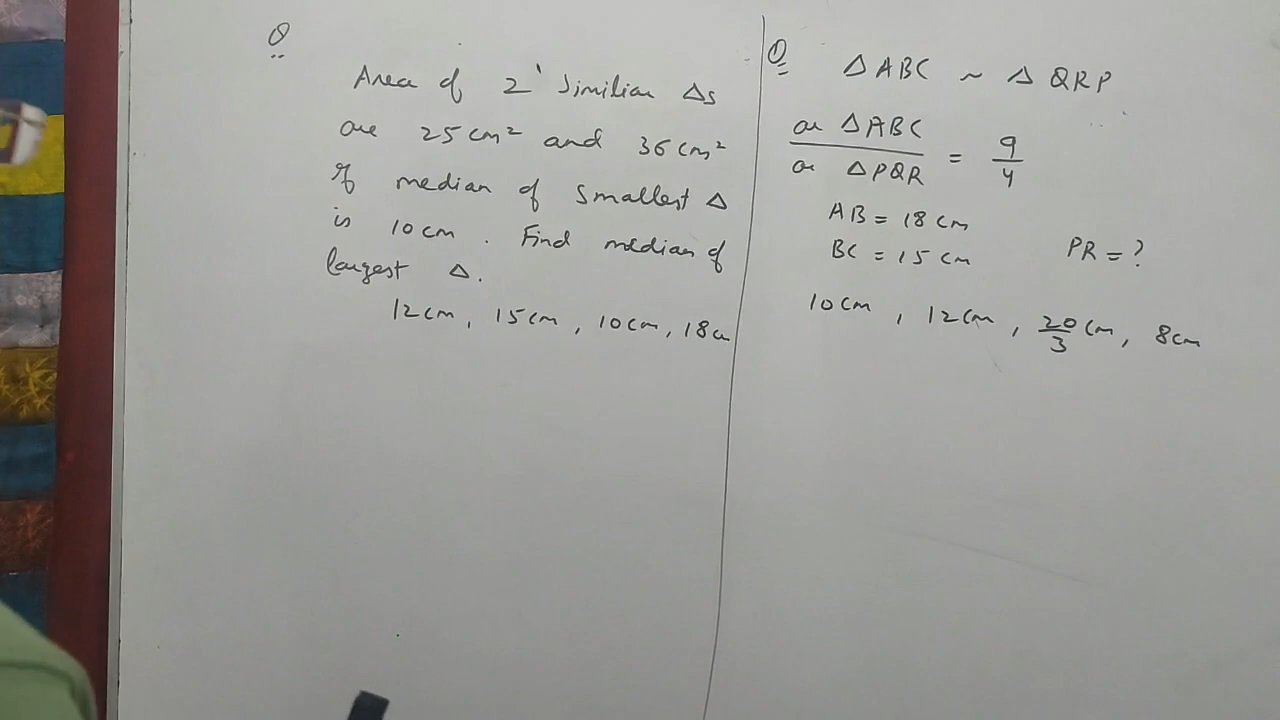 Q
Area of 2 Similar Δs
are 25 cm² and 36 cm²
If median of Smallest Δ
is 10 cm . Find median of
largest Δ.
12 cm, 15 cm, 10 cm, 18 cm
Q ΔABC ~ ΔQRP
ar ΔABC / ar ΔPQR = 9/4
AB = 18 cm
BC = 15 cm PR = ?
10 cm, 12 cm, 20/3 cm, 8 cm